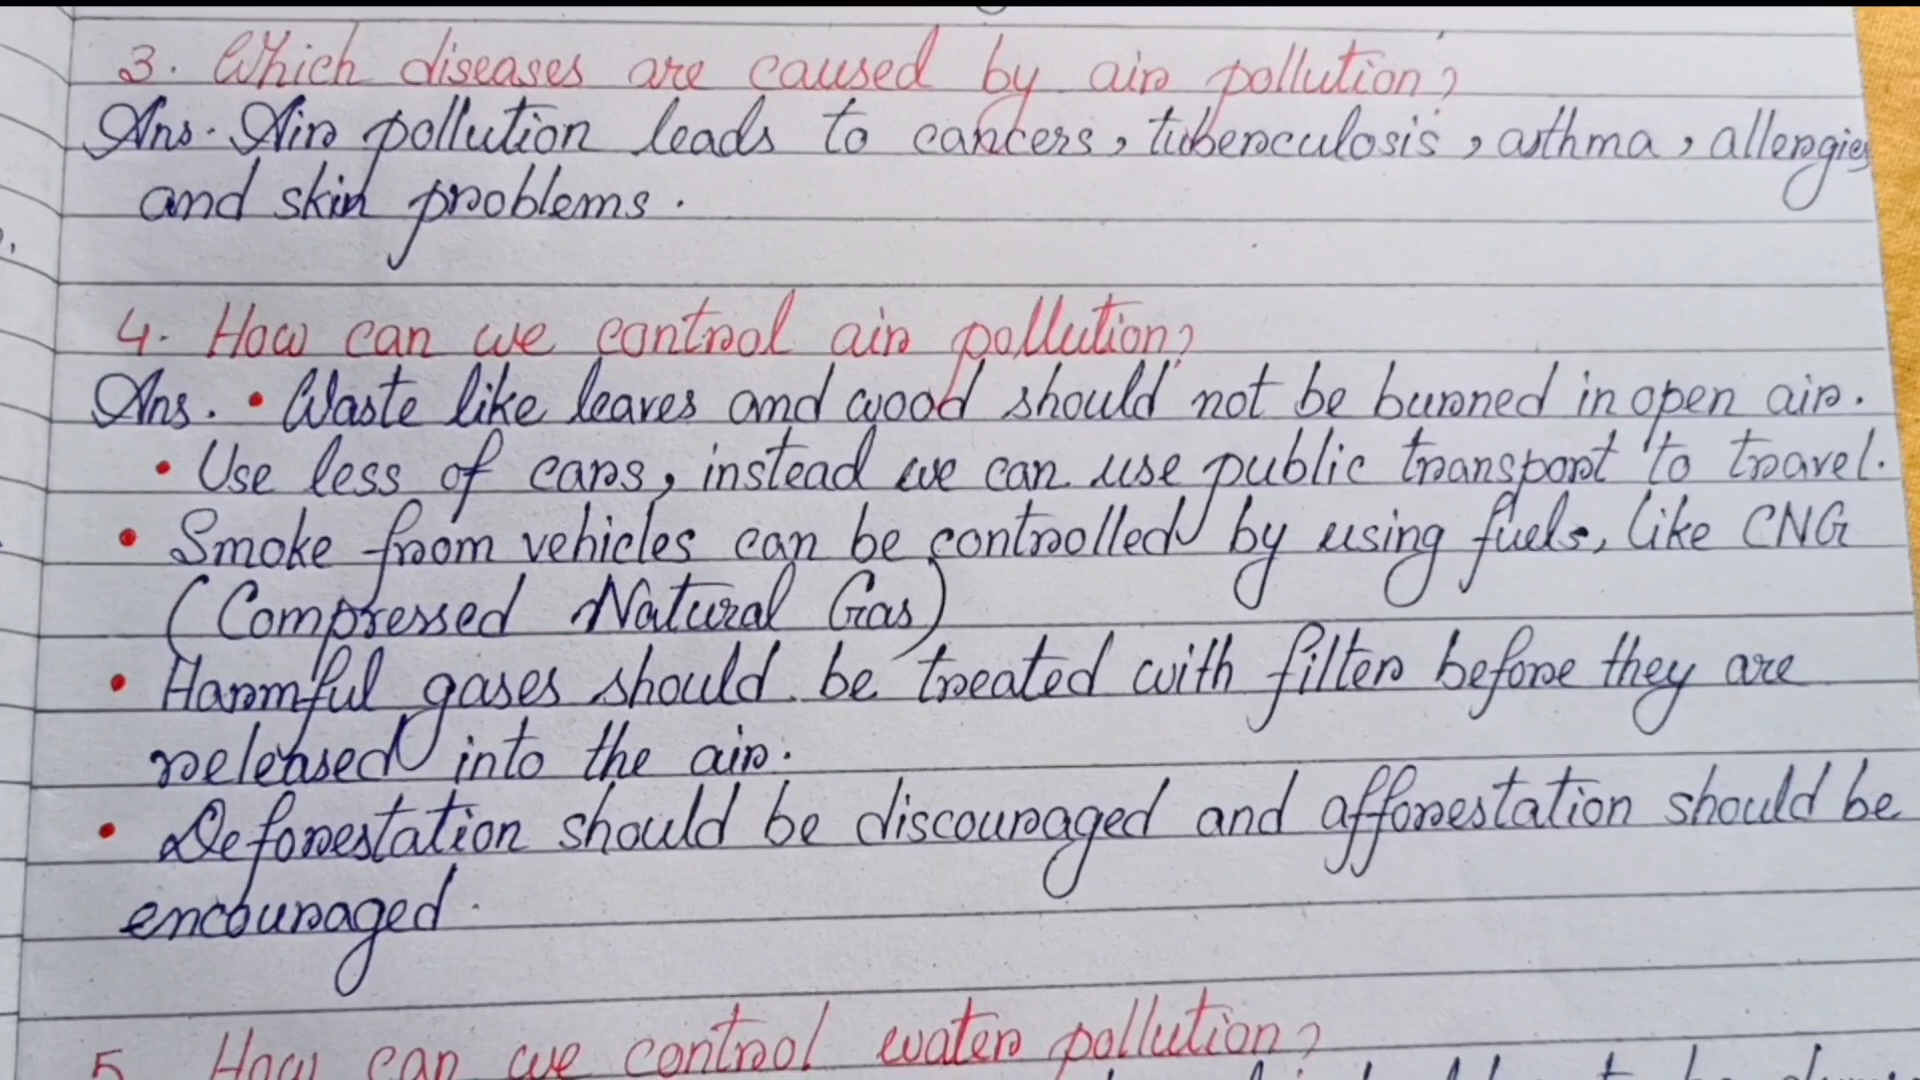 3. Which diseases are caused by air pollution?
Ans. Air pollution leads to cancers, tuberculosis, asthma, allergies
and skin problems.
4. How can we control air pollution?
Ans. • Waste like leaves and wood should not be burned in open air.
• Use less of cars, instead we can use public transport to travel.
• Smoke from vehicles can be controlled by using fuels, like CNG
(Compressed Natural Gas)
• Harmful gases should be treated with filter before they are
released into the air.
• Deforestation should be discouraged and afforestation should be
encouraged.
5. How can we control water pollution?